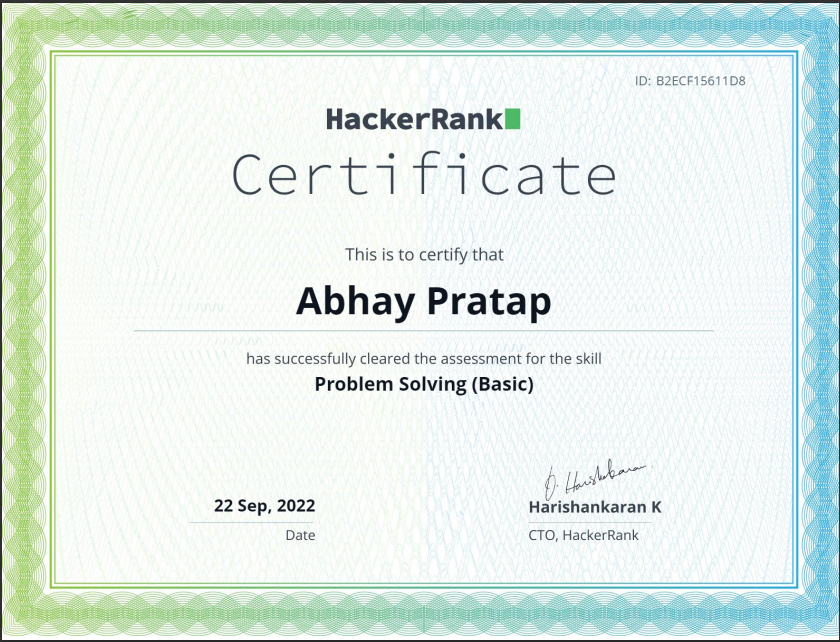 ID: B2ECF15611D8
HackerRank
Certificate
This is to certify that
Abhay Pratap
has successfully cleared the assessment for the skill
Problem Solving (Basic)
22 Sep, 2022
Date
Harishankaran K
CTO, HackerRank